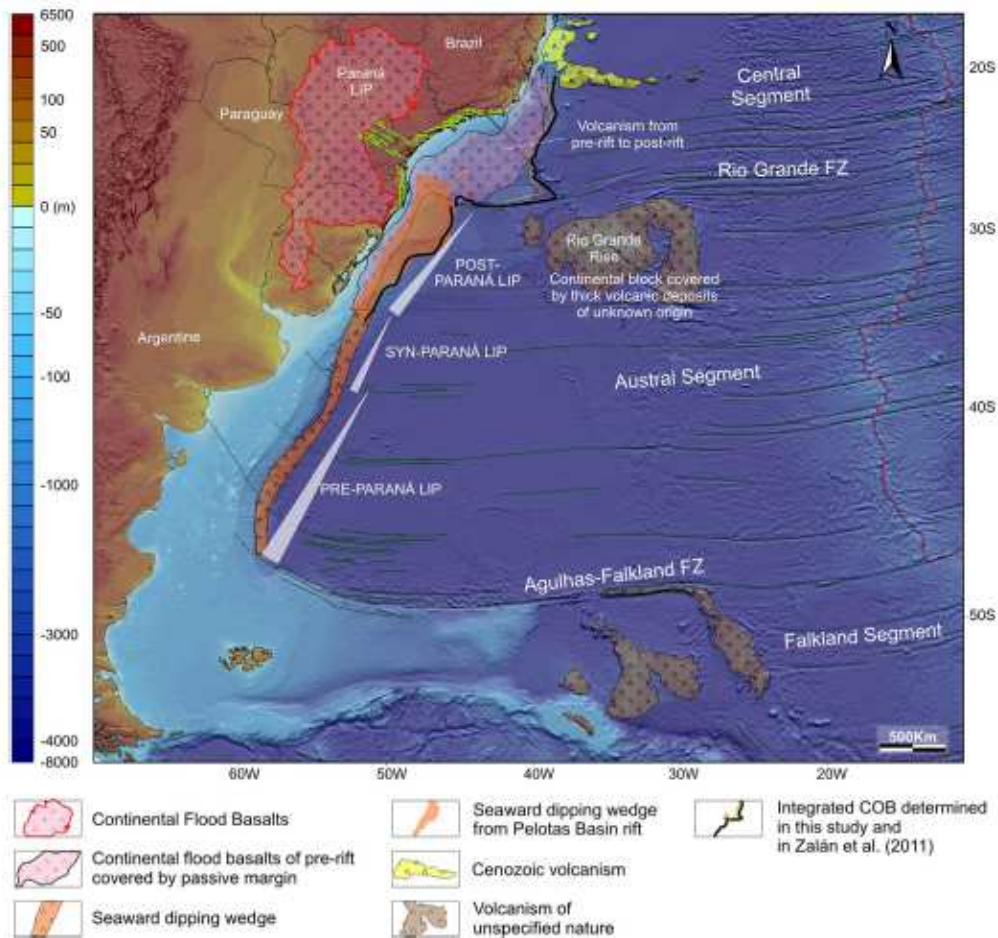 6500
500
100
50
0 (m)
-50
-100
-1000
-3000
-4000
-8000
Brazil
Paraná
LIP
Paraguay
N
20S
Central
Segment
Volcanism from
pre-rift to post-rift
Rio Grande FZ
30S
Rio Grande
Rise
Continental block covered
by thick volcanic deposits
of unknown origin
POST-
PARANÁ LIP
Argentine
SYN-PARANÁ LIP
Austral Segment
40S
PRE-PARANÁ LIP
Agulhas-Falkland FZ
50S
Falkland Segment
500Km
60W 50W 40W 30W 20W
Continental Flood Basalts
Continental flood basalts of pre-rift
covered by passive margin
Seaward dipping wedge
Seaward dipping wedge
from Pelotas Basin rift
Cenozoic volcanism
Volcanism of
unspecified nature
Integrated COB determined
in this study and
in Zalán et al. (2011)